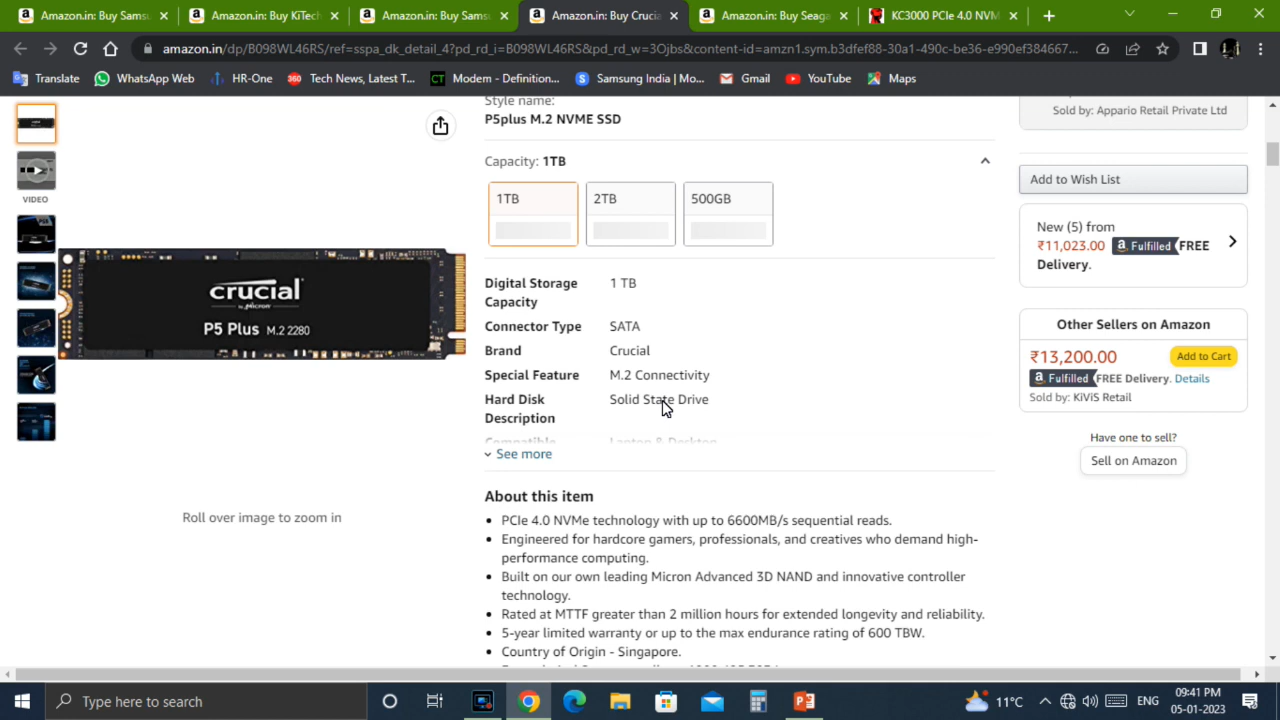 Amazon.in: Buy Samsu
Amazon.in: Buy KiTech
Amazon.in: Buy Samsu
Amazon.in: Buy Crucia
Amazon.in: Buy Seaga
KC3000 PCIe 4.0 NVM
amazon.in/dp/B098WL46RS/ref=sspa_dk_detail_4?pd_rd_i=B098WL46RS&pd_rd_w=3Ojbs&content-id=amzn1.sym.b3dfef88-30a1-490c-be36-e990ef384667...
Translate
WhatsApp Web
HR-One
Tech News, Latest T...
Modem - Definition...
Samsung India | Mo...
Gmail
YouTube
Maps
Style name:
P5plus M.2 NVME SSD
Capacity: 1TB
1TB
2TB
500GB
Digital Storage Capacity 1 TB
Connector Type SATA
Brand Crucial
Special Feature M.2 Connectivity
Hard Disk Description Solid State Drive
Compatible Laptop & Desktop
See more
About this item
PCIe 4.0 NVMe technology with up to 6600MB/s sequential reads.
Engineered for hardcore gamers, professionals, and creatives who demand high-
performance computing.
Built on our own leading Micron Advanced 3D NAND and innovative controller
technology.
Rated at MTTF greater than 2 million hours for extended longevity and reliability.
5-year limited warranty or up to the max endurance rating of 600 TBW.
Country of Origin - Singapore.
VIDEO
crucial
by Micron
P5 Plus M.2 2280
Roll over image to zoom in
Sold by: Appario Retail Private Ltd
Add to Wish List
New (5) from
₹11,023.00 Fulfilled FREE
Delivery.
Other Sellers on Amazon
₹13,200.00
Add to Cart
Fulfilled FREE Delivery. Details
Sold by: KiViS Retail
Have one to sell?
Sell on Amazon
Type here to search
11°C
ENG
09:41 PM
05-01-2023